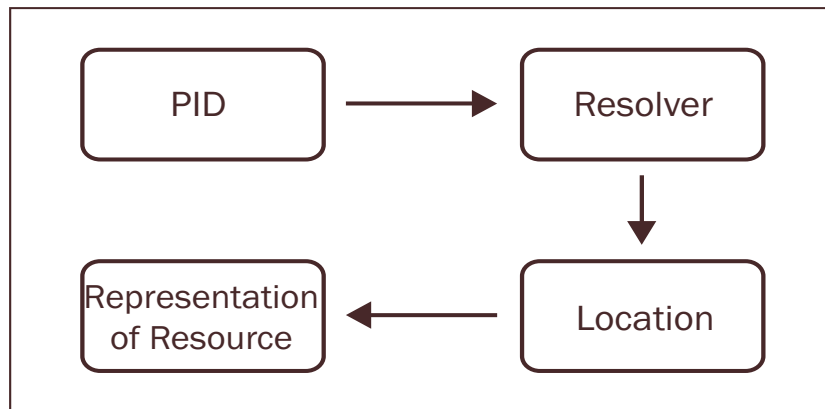 PID
Resolver
Representation
of Resource
Location